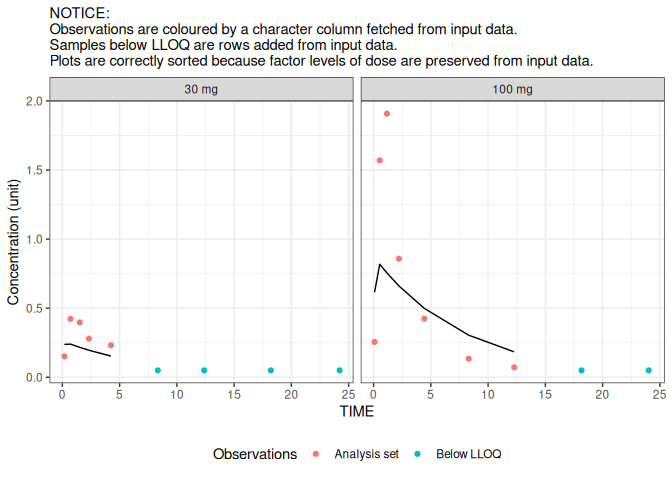 NOTICE:
Observations are coloured by a character column fetched from input data.
Samples below LLOQ are rows added from input data.
Plots are correctly sorted because factor levels of dose are preserved from input data.
30 mg 100 mg
2.0
1.5
1.0
0.5
0.0
Concentration (unit)
0 5 10 15 20 25 0 5 10 15 20 25
TIME
Observations Analysis set Below LLOQ